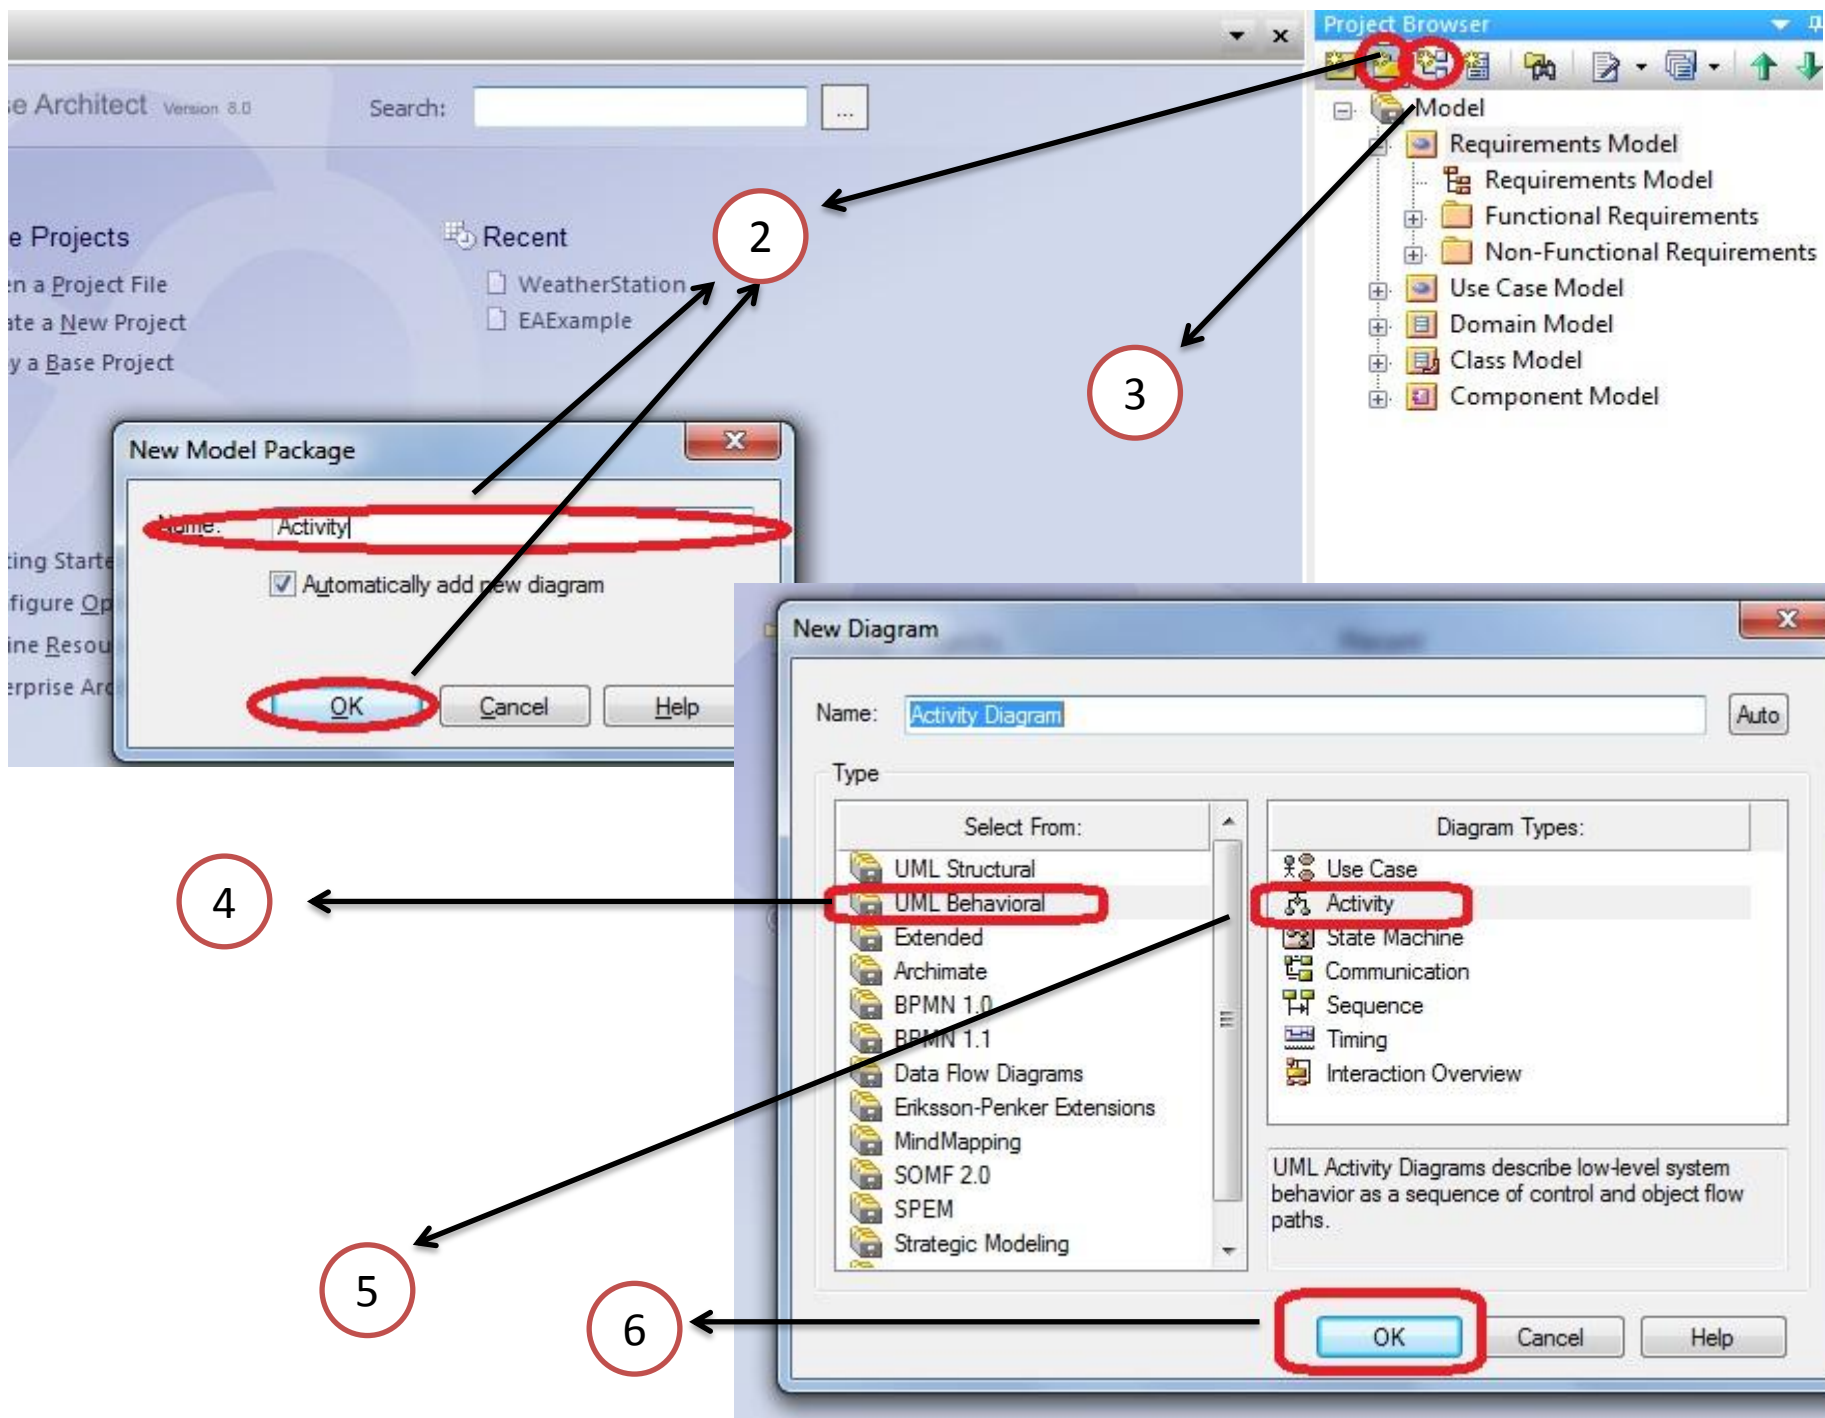 Project Browser
se Architect Version 8.0
Search:
...
Model
Requirements Model
Requirements Model
Functional Requirements
Non-Functional Requirements
Use Case Model
Domain Model
Class Model
Component Model
e Projects
en a Project File
ate a New Project
y a Base Project
Recent
WeatherStation
EAExample
2
3
New Model Package
Name:
Activity
Automatically add new diagram
OK
Cancel
Help
ting Starte
figure Op
ine Resou
erprise Arc
New Diagram
Name:
Activity Diagram
Auto
Type
Select From:
UML Structural
UML Behavioral
Extended
Archimate
BPMN 1.0
BPMN 1.1
Data Flow Diagrams
Eriksson-Penker Extensions
MindMapping
SOMF 2.0
SPEM
Strategic Modeling
Diagram Types:
Use Case
Activity
State Machine
Communication
Sequence
Timing
Interaction Overview
UML Activity Diagrams describe low-level system
behavior as a sequence of control and object flow
paths.
OK
Cancel
Help
4
5
6